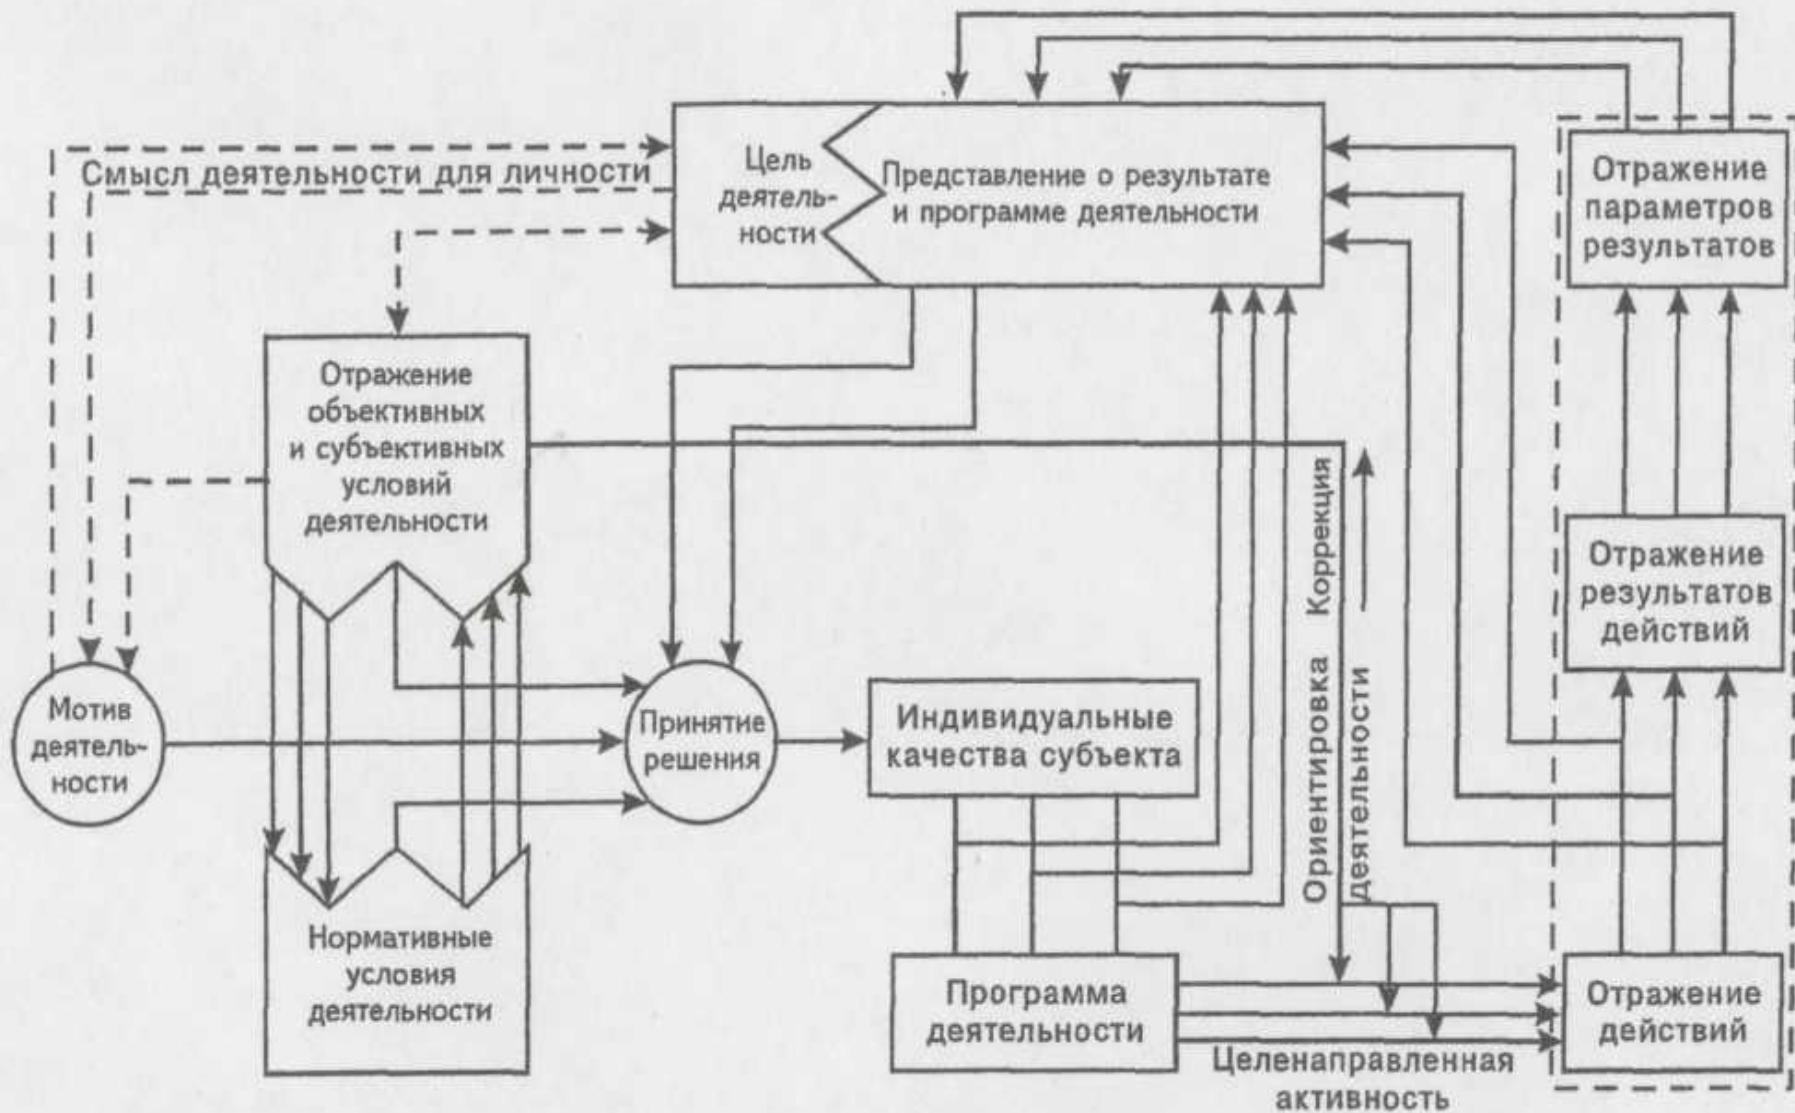 Смысл деятельности для личности
Цель
деятель-
ности
Представление о результате
и программе деятельности
Отражение
параметров
результатов
Отражение
объективных
и субъективных
условий
деятельности
Коррекция
Ориентировка
деятельности
Отражение
результатов
действий
Мотив
деятель-
ности
Принятие
решения
Индивидуальные
качества субъекта
Нормативные
условия
деятельности
Программа
деятельности
Целенаправленная
активность
Отражение
действий